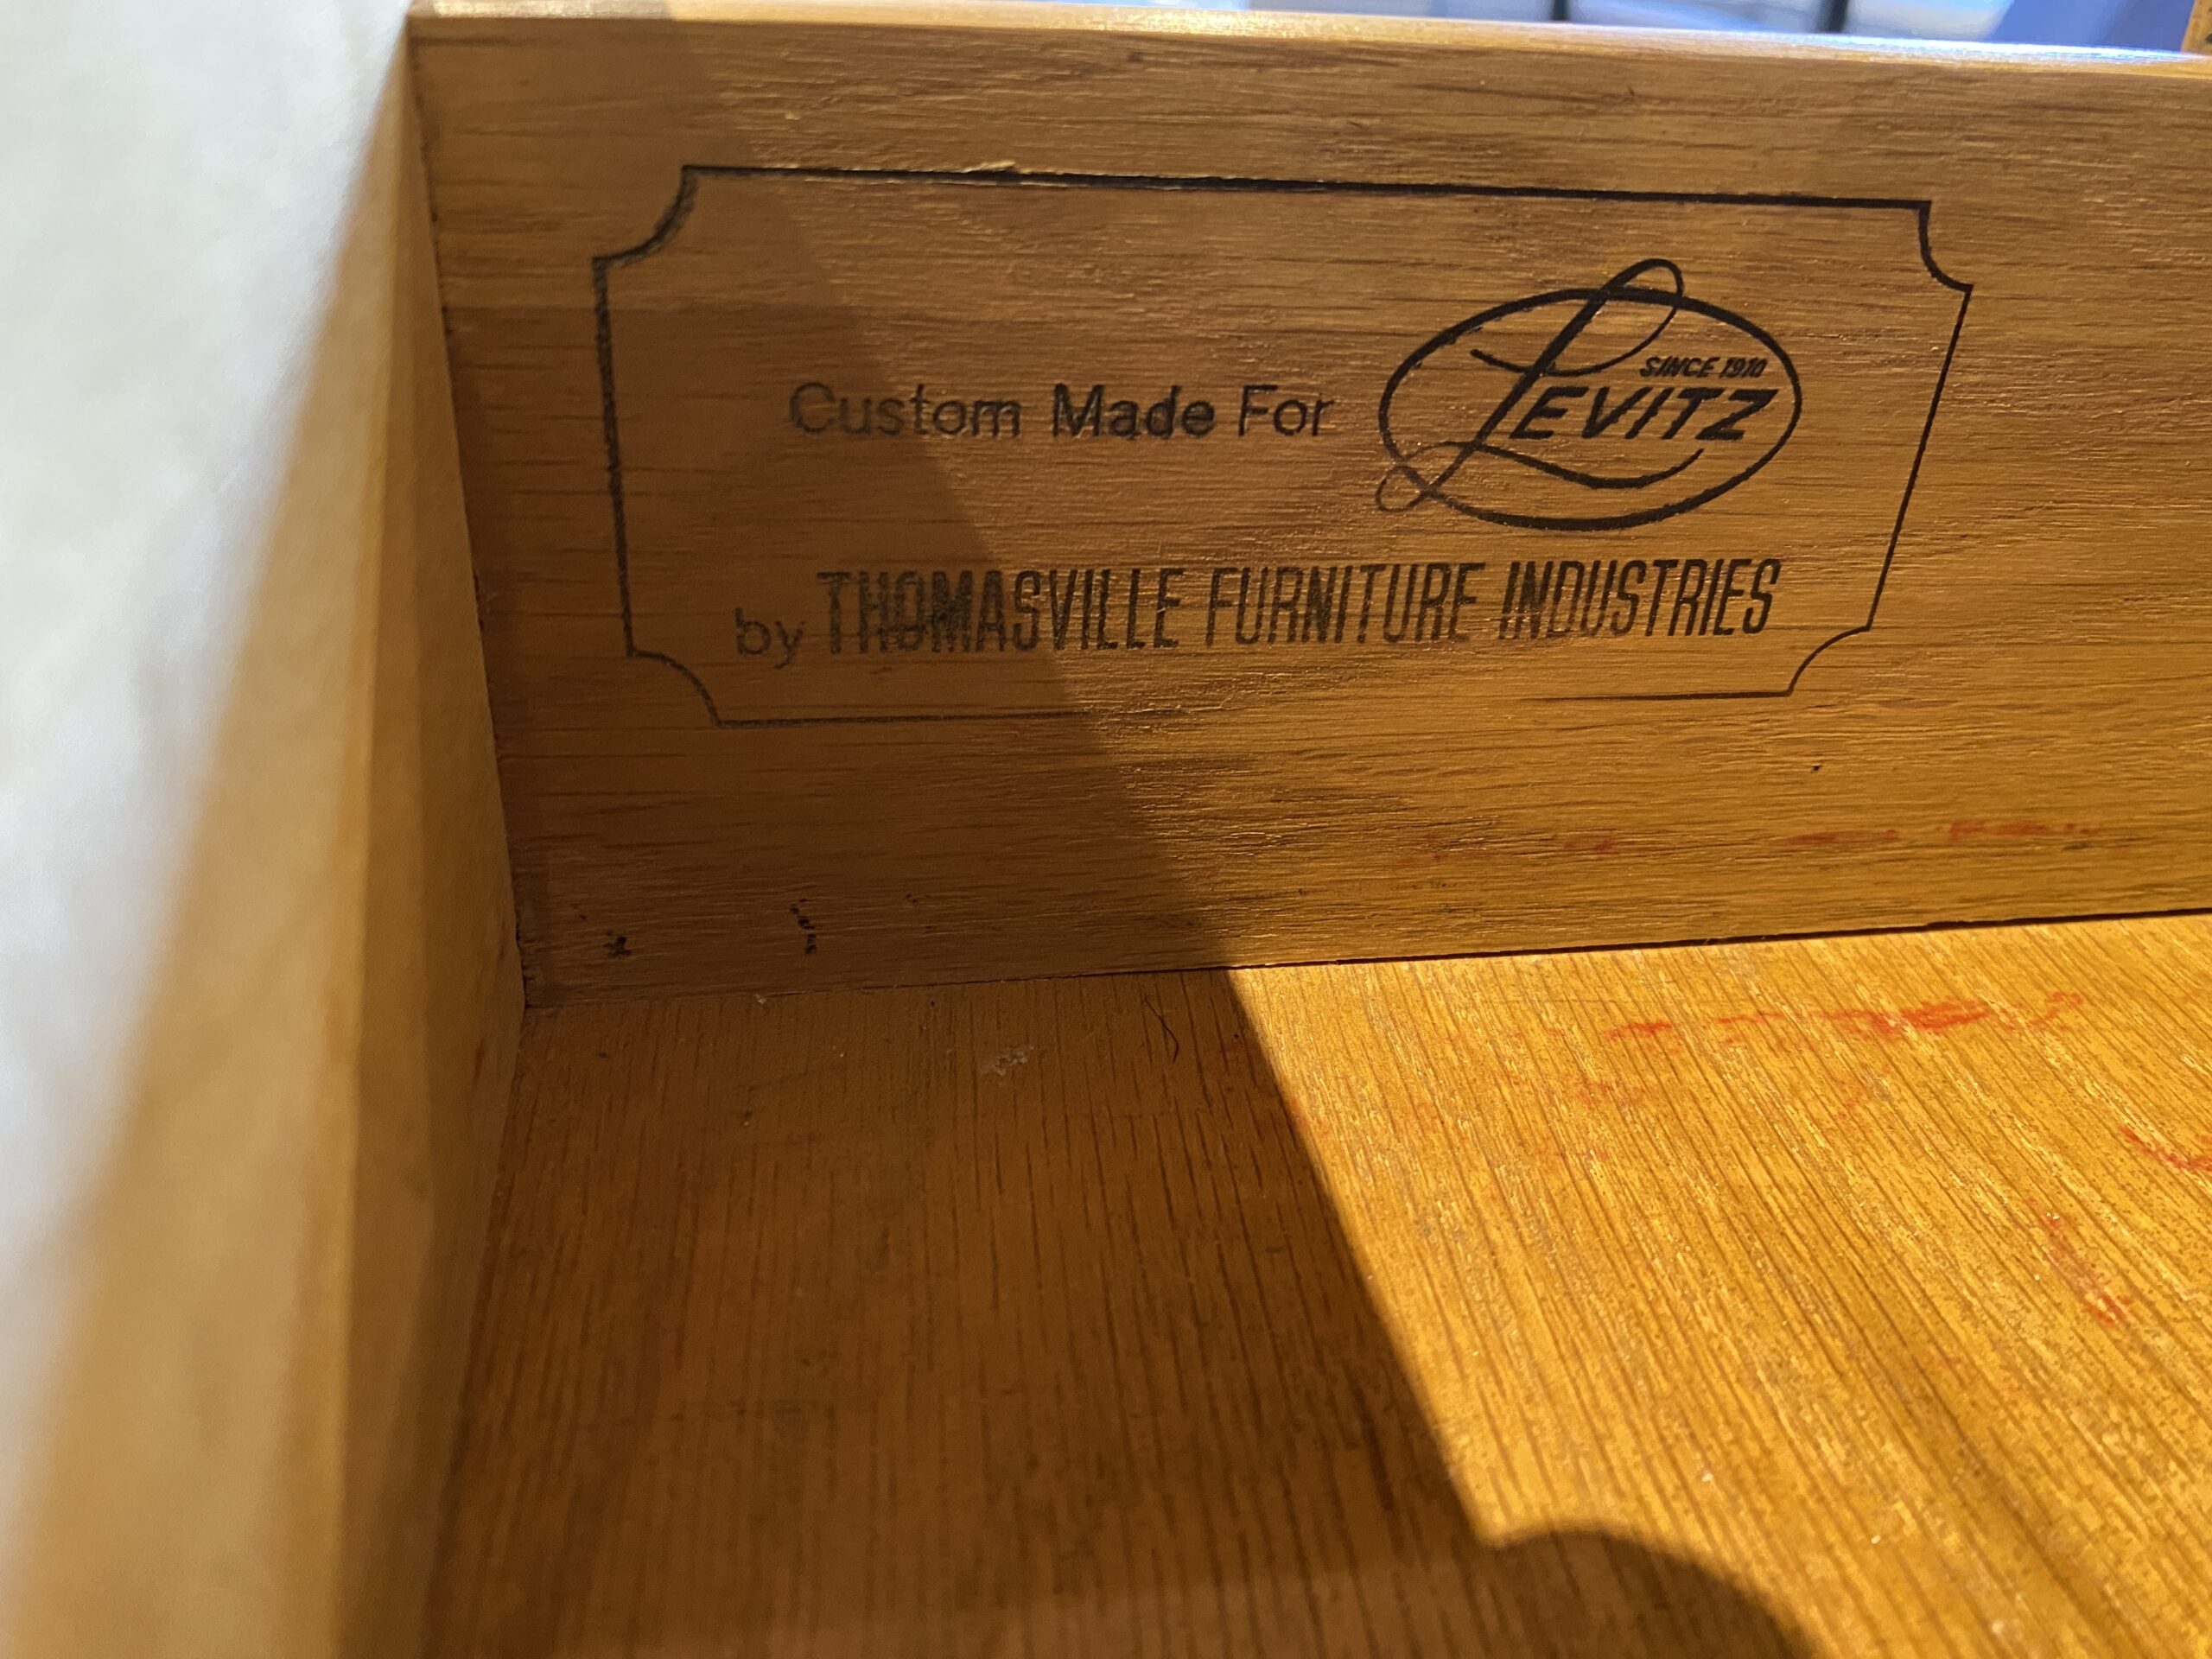 Custom Made For LEVITZ SINCE 1910
by THOMASVILLE FURNITURE INDUSTRIES